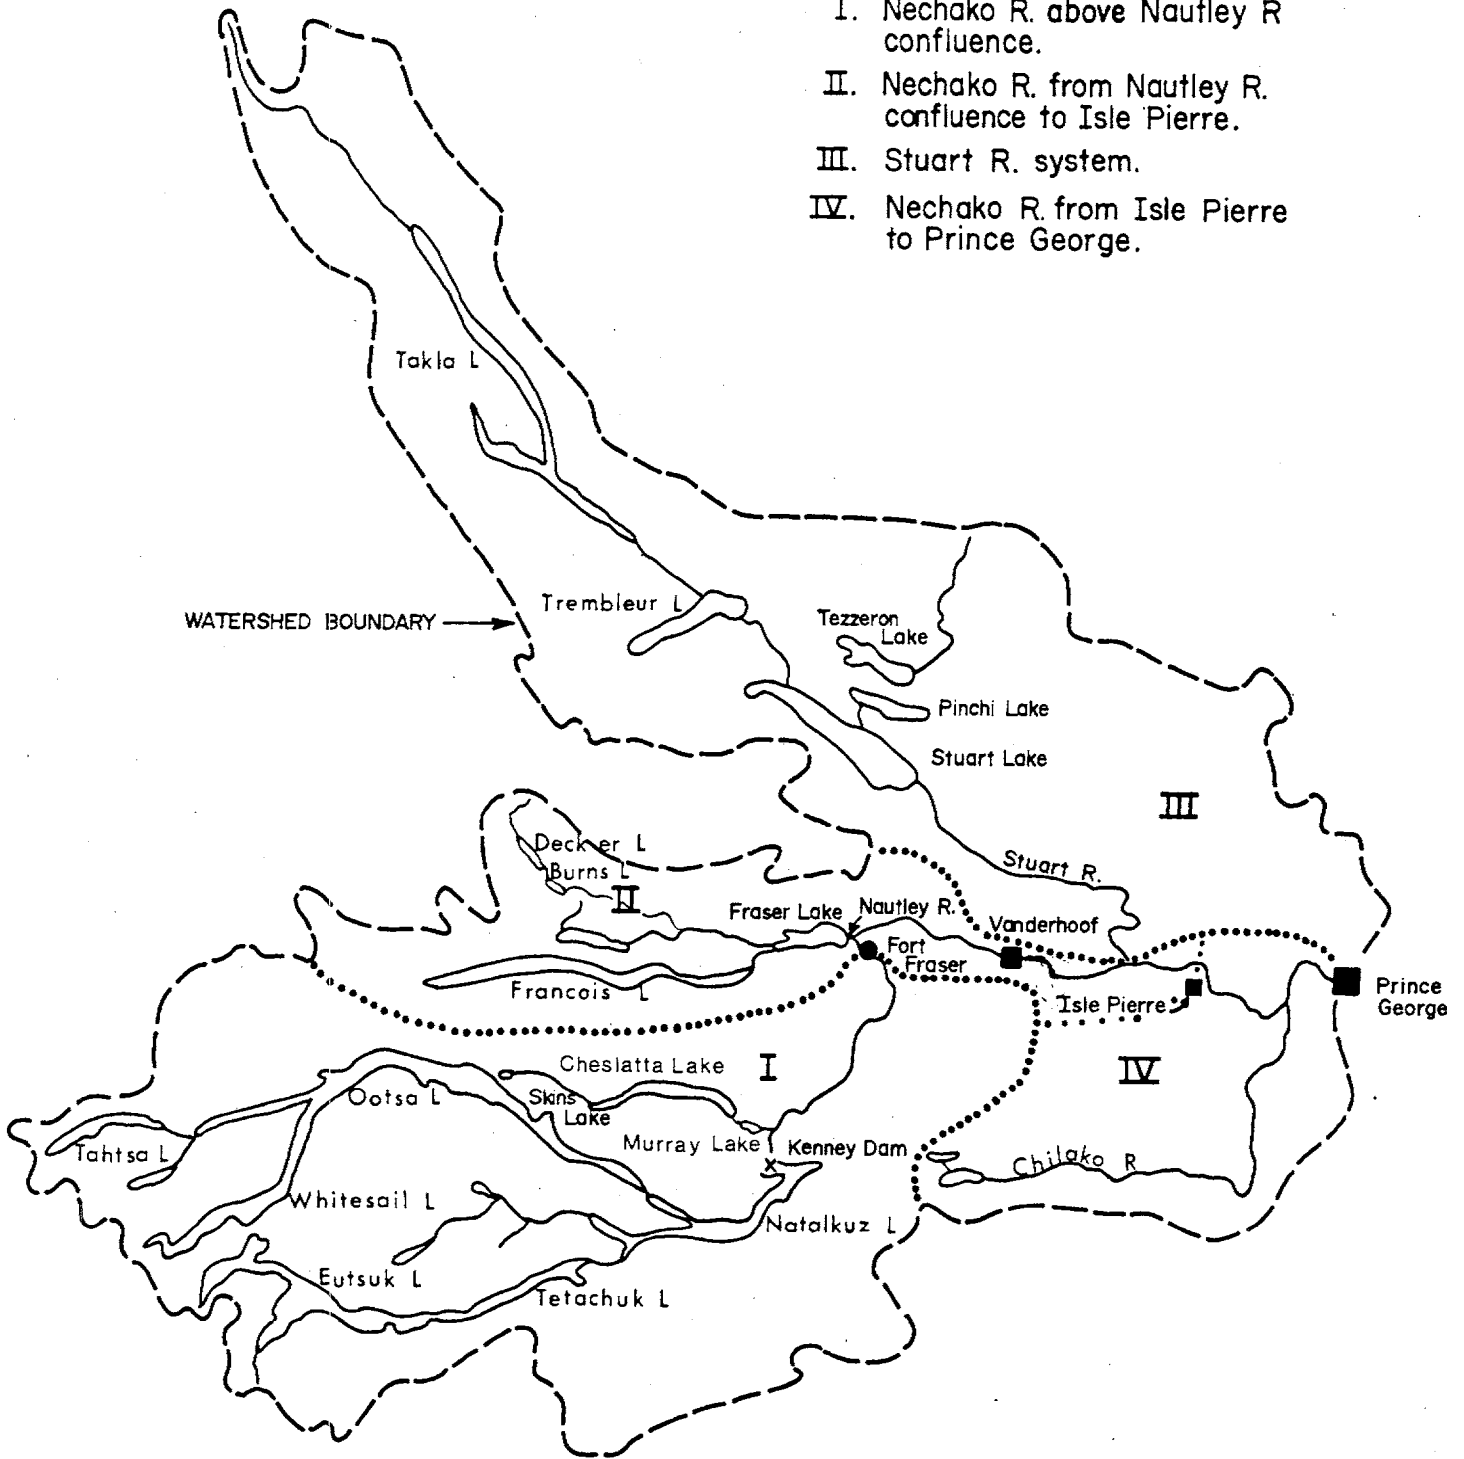 I. Nechako R. above Nautley R
confluence.
II. Nechako R. from Nautley R.
confluence to Isle Pierre.
III. Stuart R. system.
IV. Nechako R. from Isle Pierre
to Prince George.
Takla L
WATERSHED BOUNDARY
Trembleur L
Tezzeron
Lake
Pinchi Lake
Stuart Lake
III
Decker L
Burns L
II
Stuart R.
Fraser Lake
Nautley R.
Vanderhoof
Fort
Fraser
Francois L
Isle Pierre
Prince
George
Cheslatta Lake
I
IV
Ootsa L
Skins
Lake
Tahtsa L
Murray Lake
Kenney Dam
Chilako R
Whitesail L
Natalkuz L
Eutsuk L
Tetachuk L